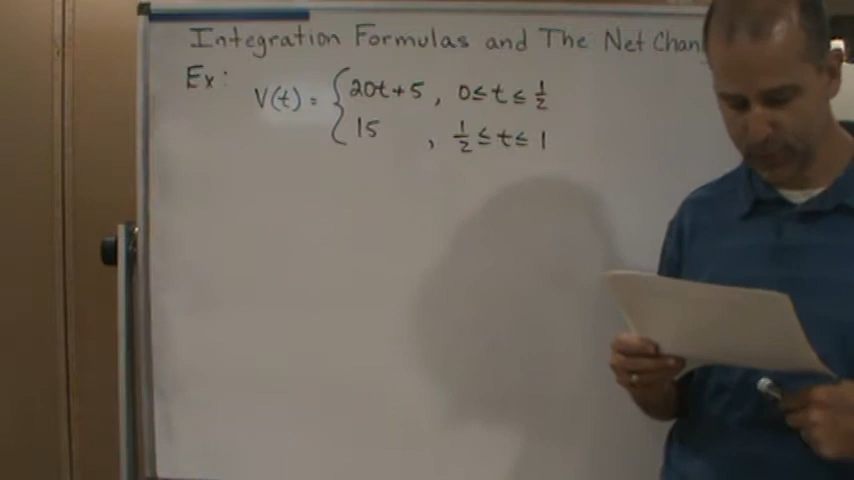 Integration Formulas and The Net Chan
Ex:
V(t) = { 20t+5, 0≤t≤1/2
15, 1/2≤t≤1